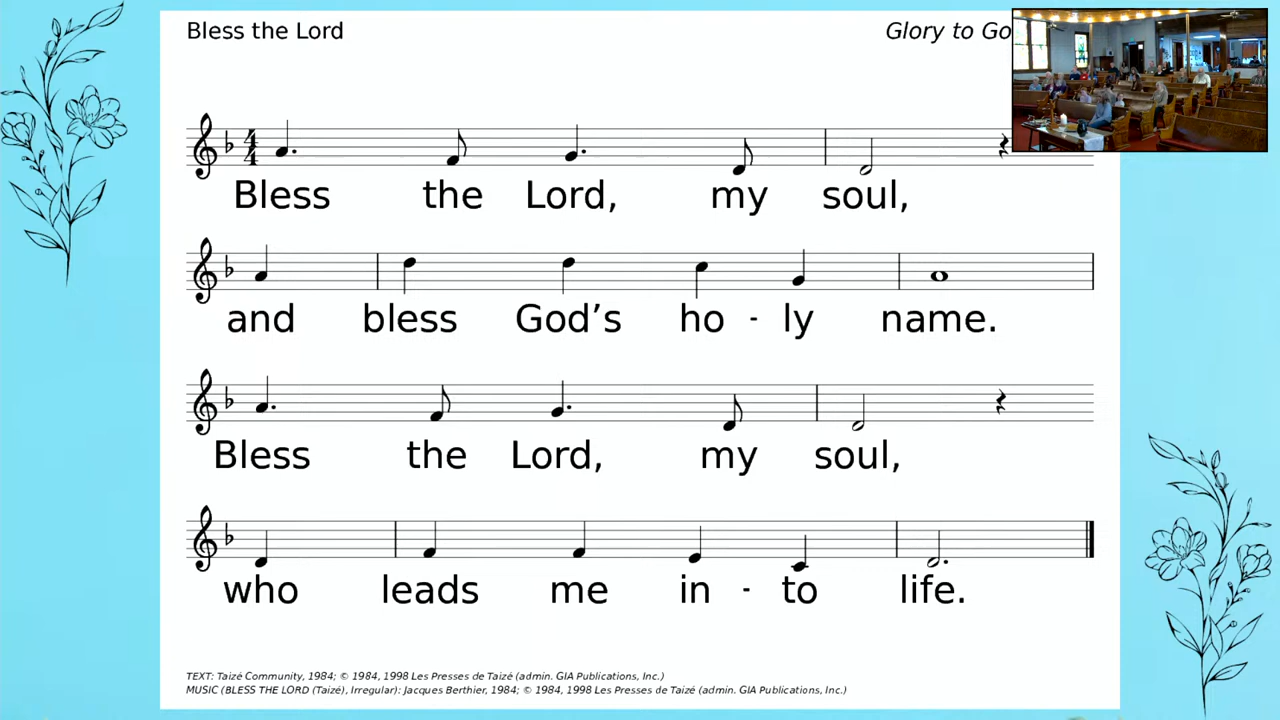 Bless the Lord
Glory to Go
Bless the Lord, my soul,
and bless God’s ho - ly name.
Bless the Lord, my soul,
who leads me in - to life.
TEXT: Taizé Community, 1984; © 1984, 1998 Les Presses de Taizé (admin. GIA Publications, Inc.)
MUSIC (BLESS THE LORD (Taizé), Irregular): Jacques Berthier, 1984; © 1984, 1998 Les Presses de Taizé (admin. GIA Publications, Inc.)